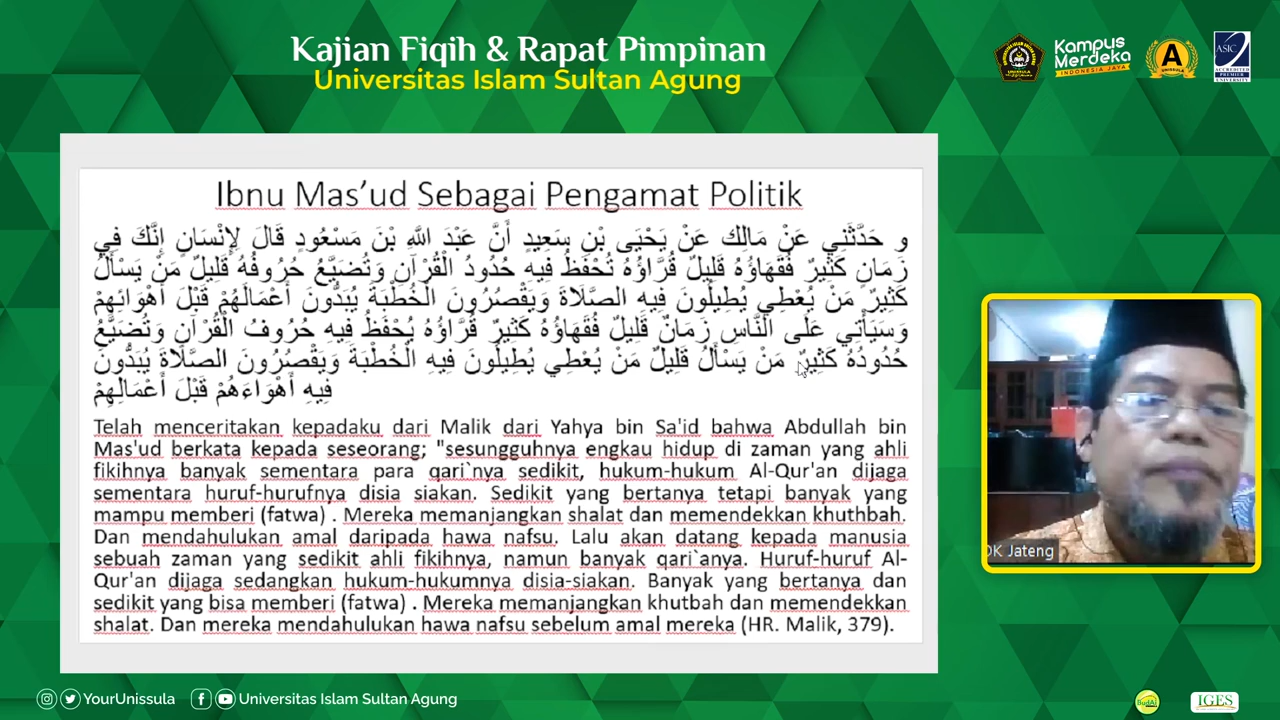 Kajian Fiqih & Rapat Pimpinan
Universitas Islam Sultan Agung
Kampus
Merdeka
INDONESIA JAYA
A
UNISSULA
ASIC
ACCREDITED
PREMIER
UNIVERSITY
Ibnu Mas’ud Sebagai Pengamat Politik
و حَدَّثَنِي عَنْ مَالِك عَنْ يَحْيَى بْنِ سَعِيدٍ أَنَّ عَبْدَ اللَّهِ بْنَ مَسْعُودٍ قَالَ لِإِنْسَانٍ إِنَّكَ فِي
زَمَانٍ كَثِيرٌ فُقَهَاؤُهُ قَلِيلٌ قُرَّاؤُهُ تُحْفَظُ فِيهِ حُدُودُ الْقُرْآنِ وَتُضَيَّعُ حُرُوفُهُ قَلِيلٌ مَنْ يَسْأَلُ
كَثِيرٌ مَنْ يُعْطِي يُطِيلُونَ فِيهِ الصَّلَاةَ وَيَقْصُرُونَ الْخُطْبَةَ يُبَدُّونَ أَعْمَالَهُمْ قَبْلَ أَهْوَائِهِمْ
وَسَيَأْتِي عَلَى النَّاسِ زَمَانٌ قَلِيلٌ فُقَهَاؤُهُ كَثِيرٌ قُرَّاؤُهُ يُحْفَظُ فِيهِ حُرُوفُ الْقُرْآنِ وَتُضَيَّعُ
حُدُودُهُ كَثِيرٌ مَنْ يَسْأَلُ قَلِيلٌ مَنْ يُعْطِي يُطِيلُونَ فِيهِ الْخُطْبَةَ وَيَقْصُرُونَ الصَّلَاةَ يُبَدُّونَ
فِيهِ أَهْوَاءَهُمْ قَبْلَ أَعْمَالِهِمْ
Telah menceritakan kepadaku dari Malik dari Yahya bin Sa'id bahwa Abdullah bin
Mas'ud berkata kepada seseorang; "sesungguhnya engkau hidup di zaman yang ahli
fikihnya banyak sementara para qari`nya sedikit, hukum-hukum Al-Qur'an dijaga
sementara huruf-hurufnya disia siakan. Sedikit yang bertanya tetapi banyak yang
mampu memberi (fatwa) . Mereka memanjangkan shalat dan memendekkan khuthbah.
Dan mendahulukan amal daripada hawa nafsu. Lalu akan datang kepada manusia
sebuah zaman yang sedikit ahli fikihnya, namun banyak qari`anya. Huruf-huruf Al-
Qur'an dijaga sedangkan hukum-hukumnya disia-siakan. Banyak yang bertanya dan
sedikit yang bisa memberi (fatwa) . Mereka memanjangkan khutbah dan memendekkan
shalat. Dan mereka mendahulukan hawa nafsu sebelum amal mereka (HR. Malik, 379).
OK Jateng
YourUnissula
Universitas Islam Sultan Agung
BudAi
IGES